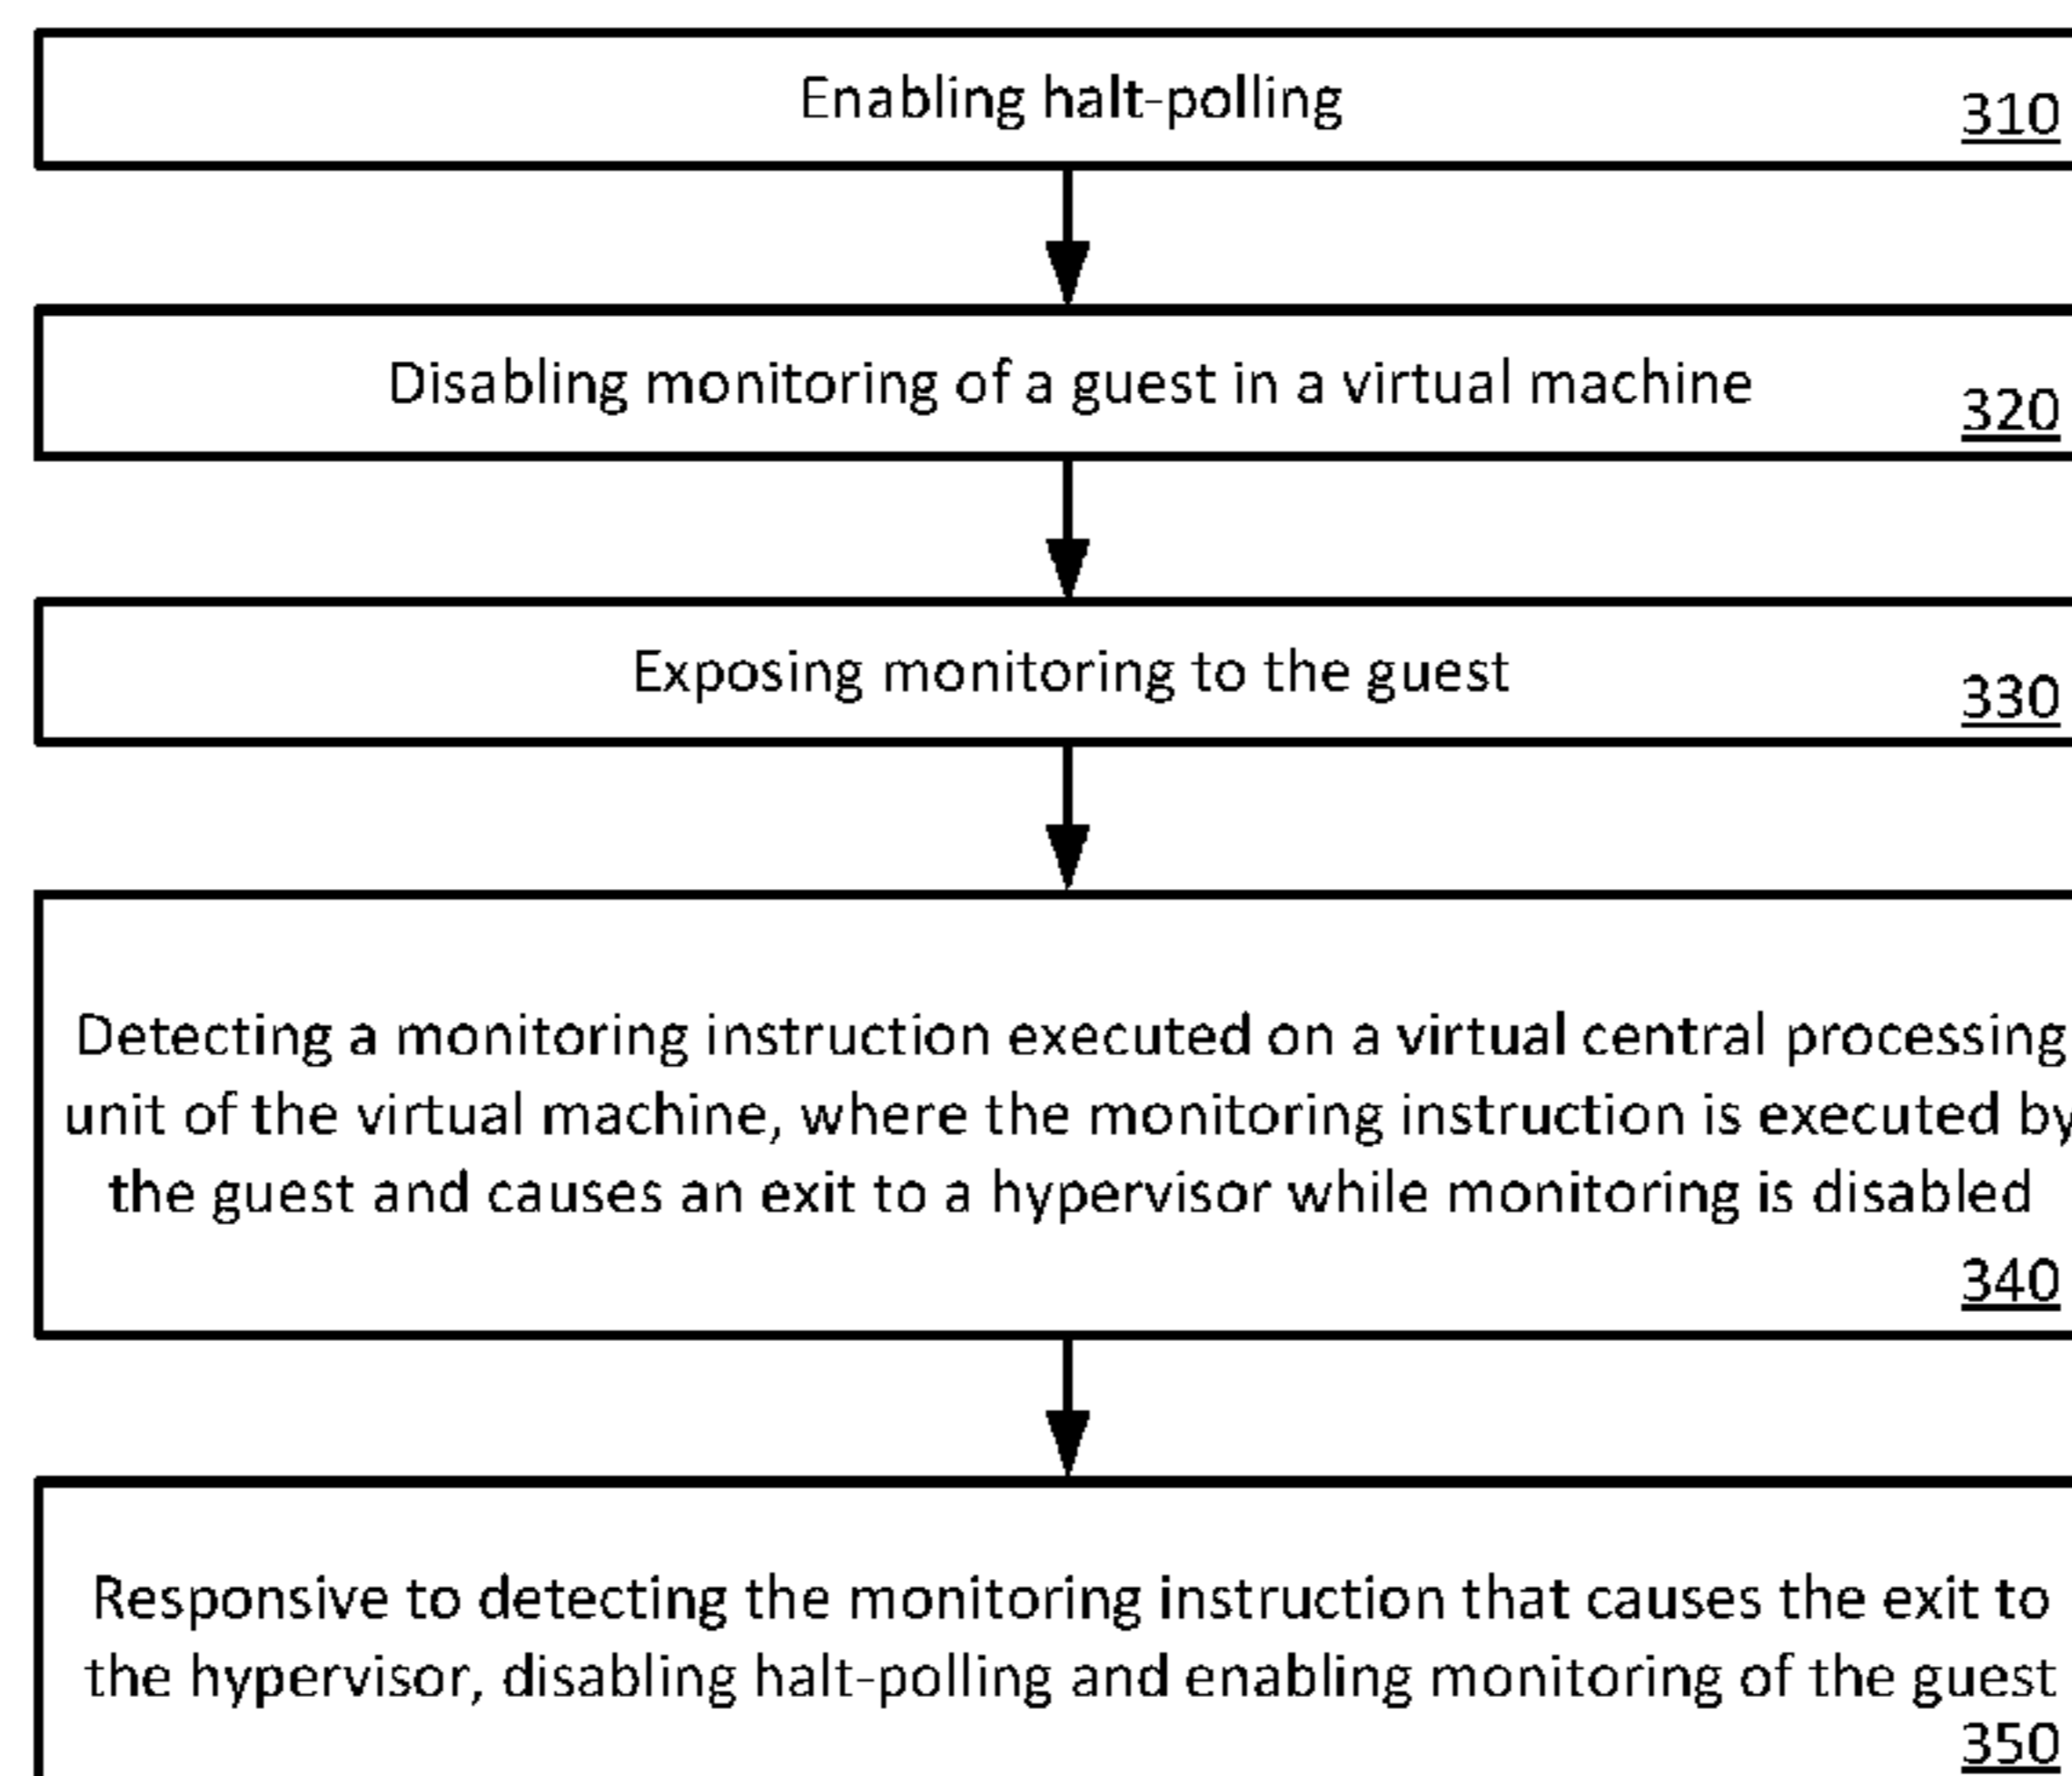 Enabling halt-polling
310
Disabling monitoring of a guest in a virtual machine
320
Exposing monitoring to the guest
330
Detecting a monitoring instruction executed on a virtual central processing
unit of the virtual machine, where the monitoring instruction is executed by
the guest and causes an exit to a hypervisor while monitoring is disabled
340
Responsive to detecting the monitoring instruction that causes the exit to
the hypervisor, disabling halt-polling and enabling monitoring of the guest
350